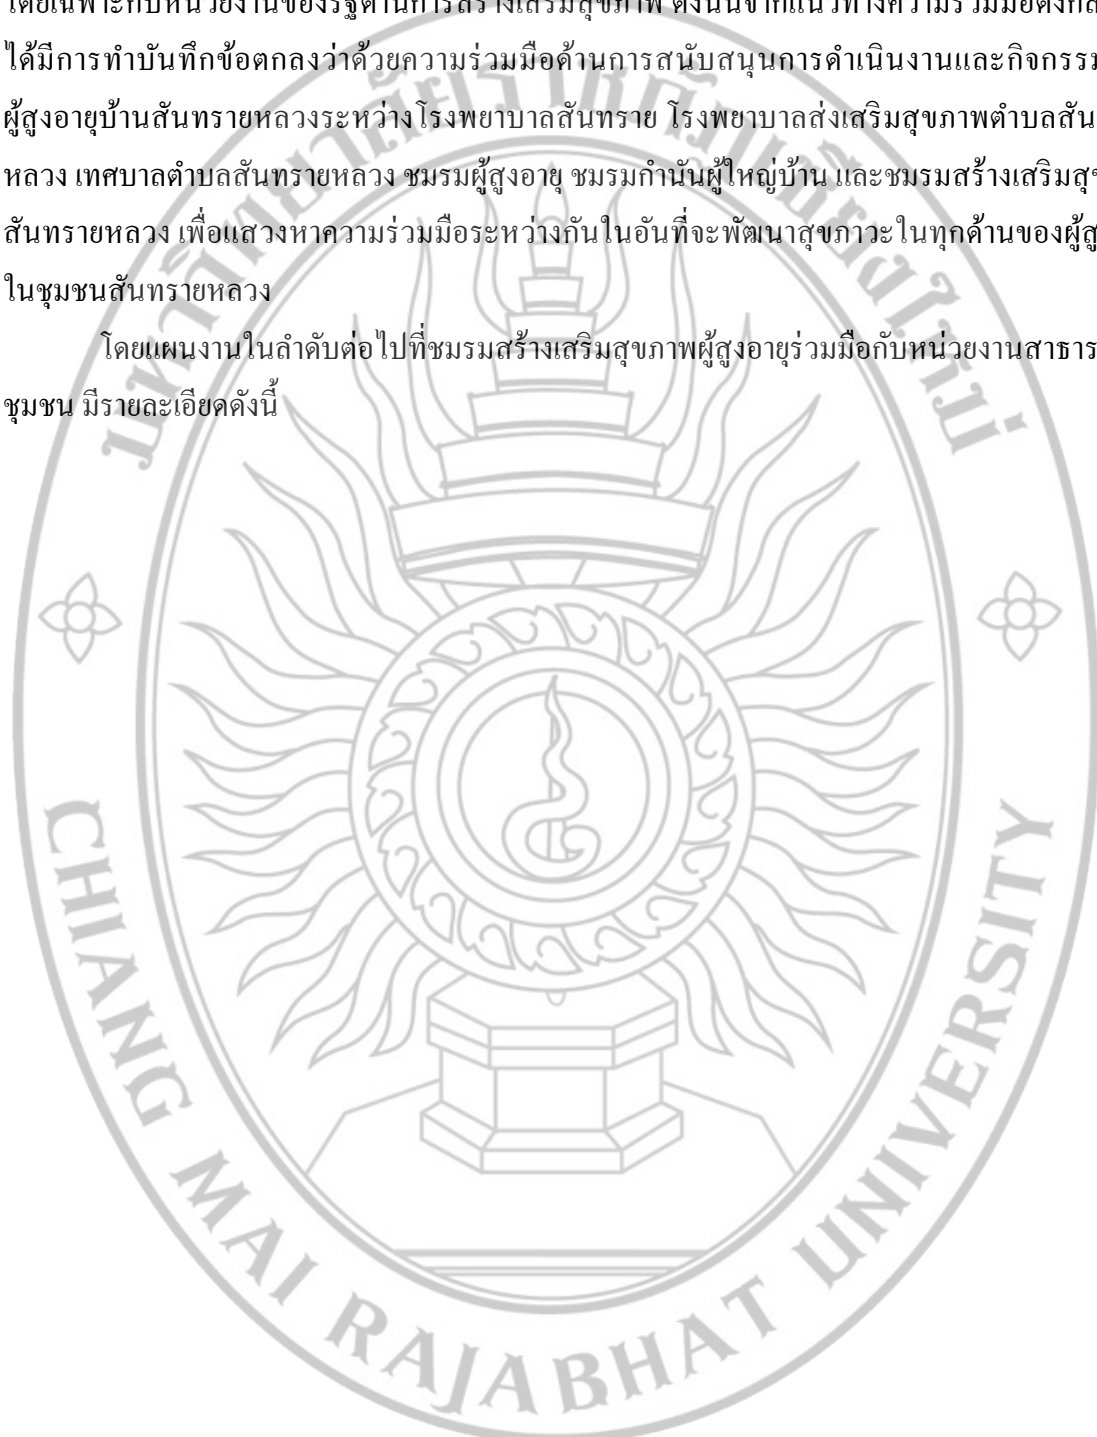 โดยเฉพาะกับหน่วยงานของรัฐด้านการสร้างเสริมสุขภาพ ดังนั้นจากแนวทางความร่วมมือดังกล
ได้มีการทำบันทึกข้อตกลงว่าด้วยความร่วมมือด้านการสนับสนุนการดำเนินงานและกิจกรรม
ผู้สูงอายุบ้านสันทรายหลวงระหว่างโรงพยาบาลสันทราย โรงพยาบาลส่งเสริมสุขภาพตำบลสัน
หลวง เทศบาลตำบลสันทรายหลวง ชมรมผู้สูงอายุ ชมรมกำนันผู้ใหญ่บ้าน และชมรมสร้างเสริมสุข
สันทรายหลวง เพื่อแสวงหาความร่วมมือระหว่างกันในอันที่จะพัฒนาสุขภาวะในทุกด้านของผู้สู
ในชุมชนสันทรายหลวง
โดยแผนงานในลำดับต่อไปที่ชมรมสร้างเสริมสุขภาพผู้สูงอายุร่วมมือกับหน่วยงานสาธาร
ชุมชน มีรายละเอียดดังนี้
มหาวิทยาลัยราชภัฏเชียงใหม่
CHIANG MAI RAJABHAT UNIVERSITY